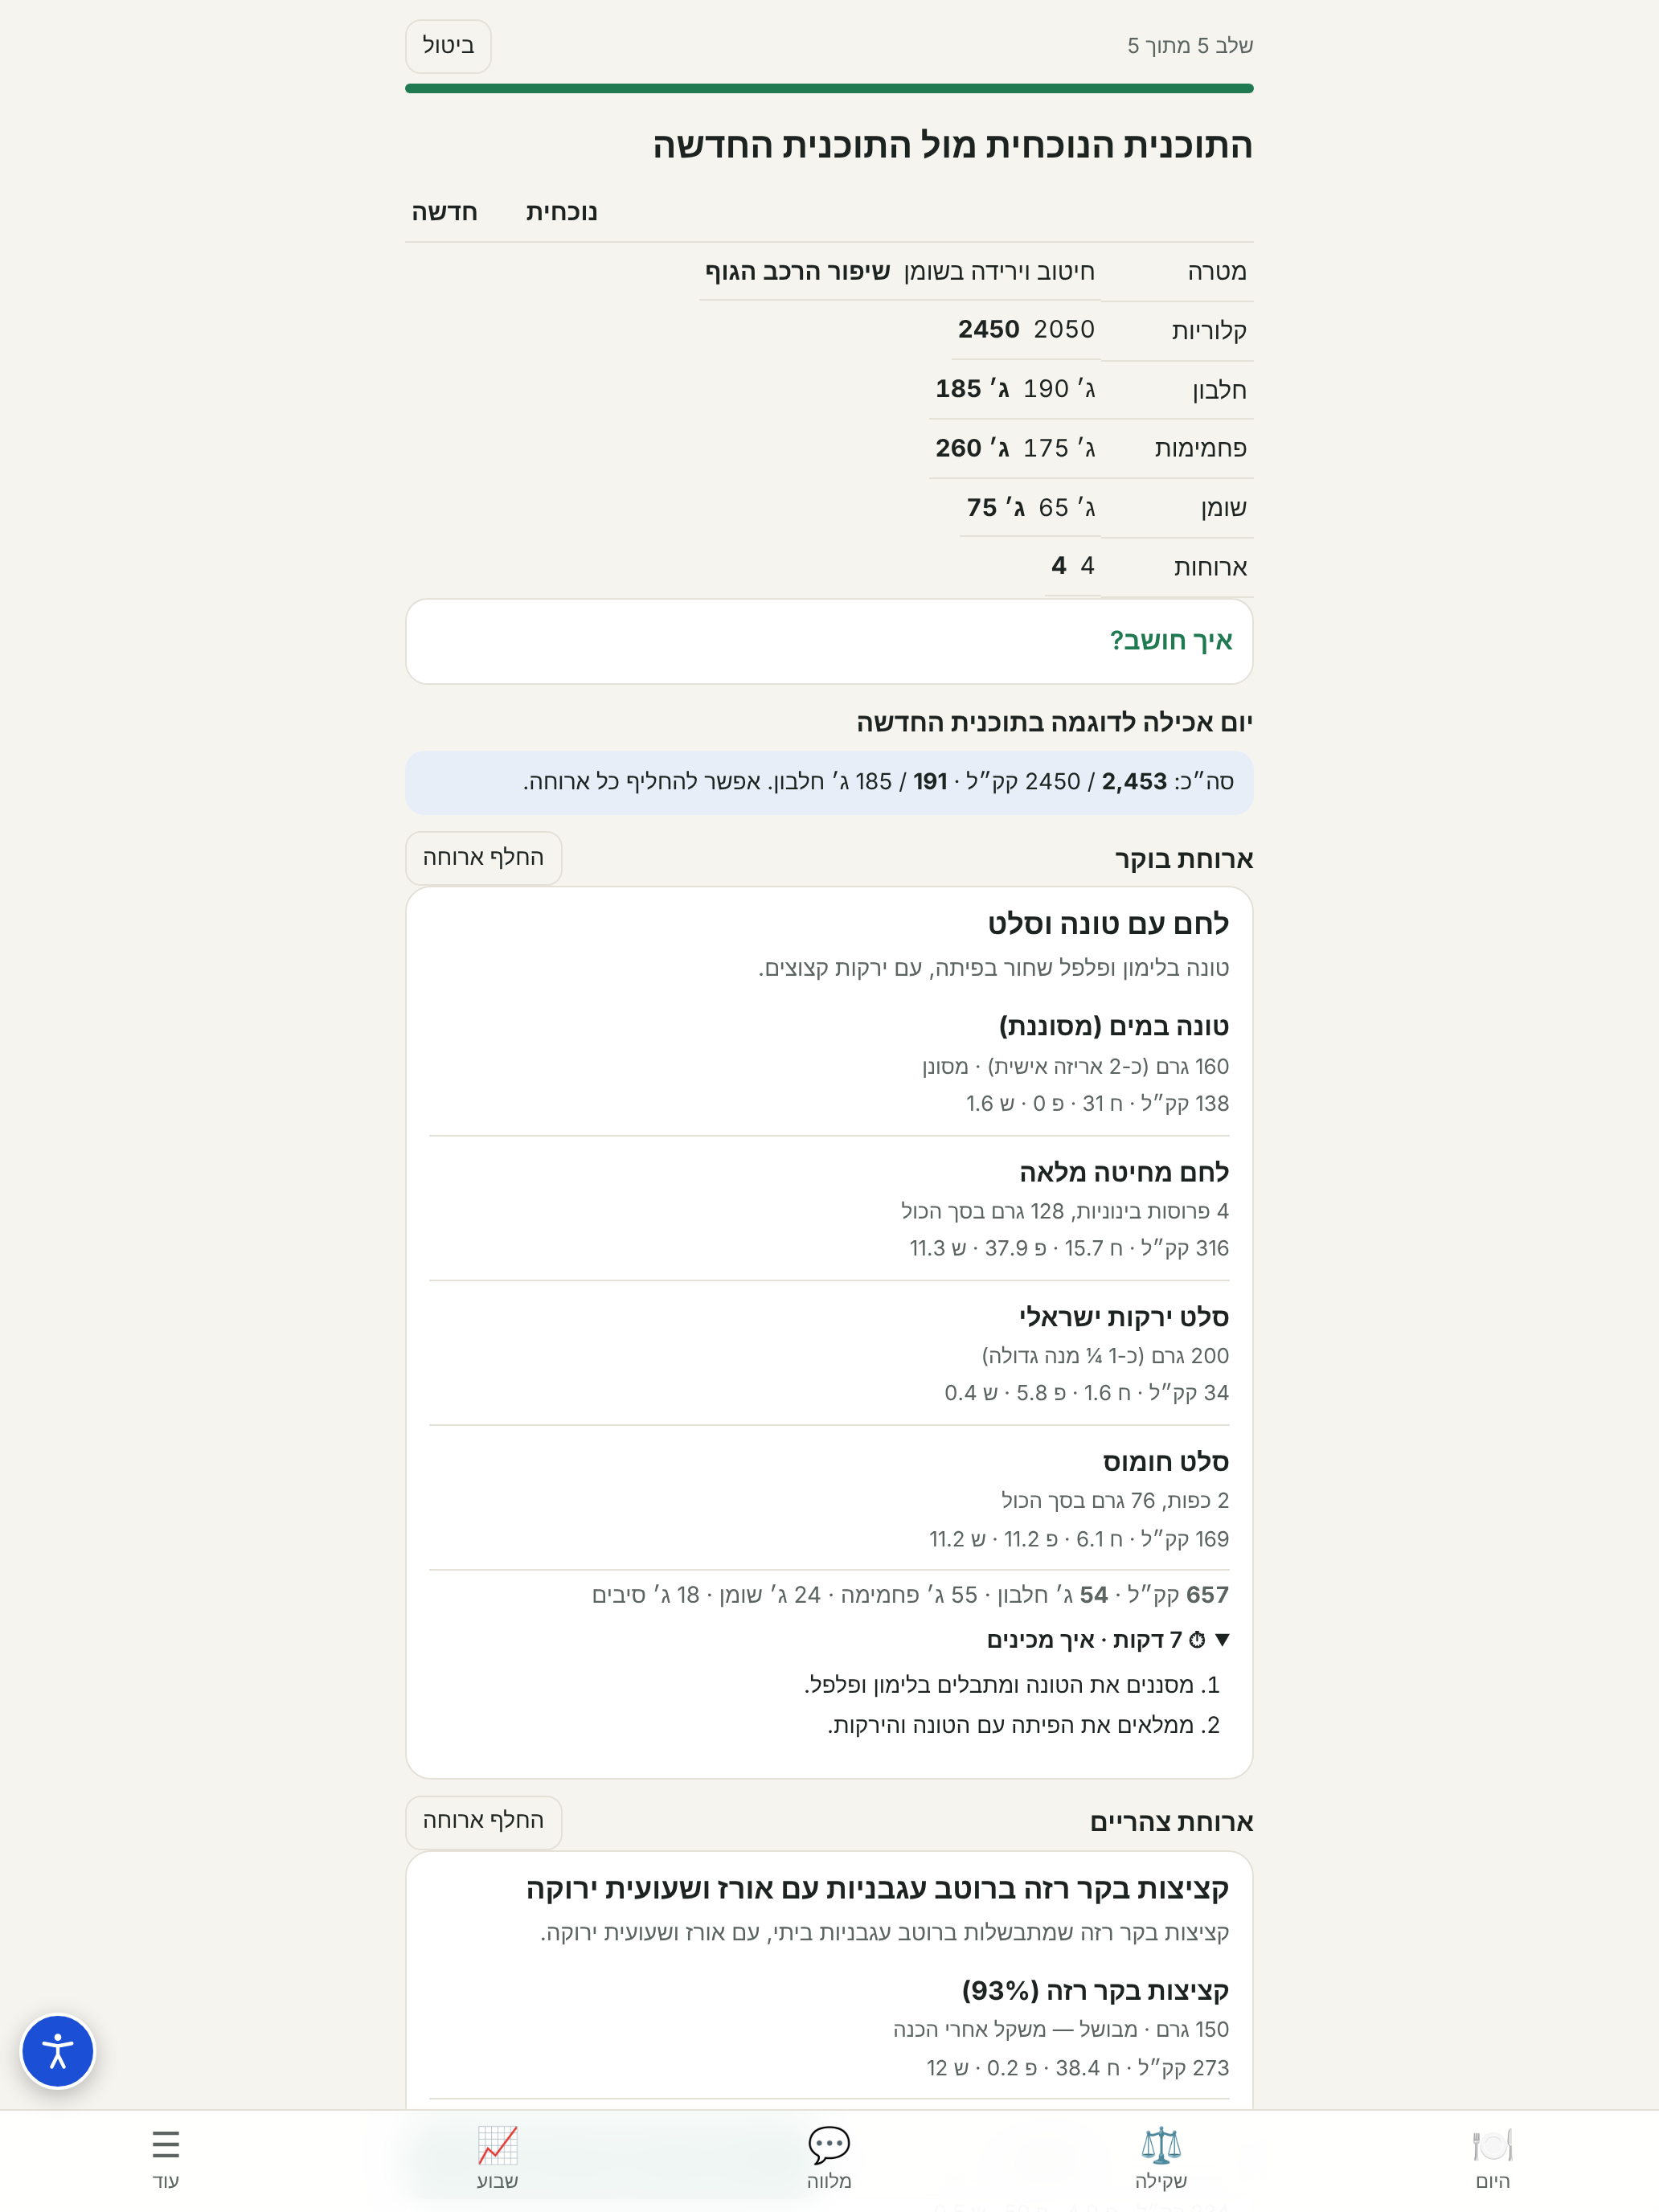 שלב 5 מתוך 5
ביטול
התוכנית הנוכחית מול התוכנית החדשה
נוכחית חדשה
מטרה חיטוב וירידה בשומן שיפור הרכב הגוף
קלוריות 2050 2450
חלבון 190 ג׳ 185 ג׳
פחמימות 175 ג׳ 260 ג׳
שומן 65 ג׳ 75 ג׳
ארוחות 4 4
איך חושב?
יום אכילה לדוגמה בתוכנית החדשה
סה״כ: 2,453 / 2450 קק״ל · 191 / 185 ג׳ חלבון. אפשר להחליף כל ארוחה.
ארוחת בוקר
החלף ארוחה
לחם עם טונה וסלט
טונה בלימון ופלפל שחור בפיתה, עם ירקות קצוצים.
טונה במים (מסוננת)
160 גרם (כ-2 אריזה אישית) · מסונן
138 קק״ל · ח 31 · פ 0 · ש 1.6
לחם מחיטה מלאה
4 פרוסות בינוניות, 128 גרם בסך הכול
316 קק״ל · ח 15.7 · פ 37.9 · ש 11.3
סלט ירקות ישראלי
200 גרם (כ-1 ¼ מנה גדולה)
34 קק״ל · ח 1.6 · פ 5.8 · ש 0.4
סלט חומוס
2 כפות, 76 גרם בסך הכול
169 קק״ל · ח 6.1 · פ 11.2 · ש 11.2
657 קק״ל · 54 ג׳ חלבון · 55 ג׳ פחמימה · 24 ג׳ שומן · 18 ג׳ סיבים
▼ ⏱ 7 דקות · איך מכינים
1. מסננים את הטונה ומתבלים בלימון ופלפל.
2. ממלאים את הפיתה עם הטונה והירקות.
ארוחת צהריים
החלף ארוחה
קציצות בקר רזה ברוטב עגבניות עם אורז ושעועית ירוקה
קציצות בקר רזה שמתבשלות ברוטב עגבניות ביתי, עם אורז ושעועית ירוקה.
קציצות בקר רזה (93%)
150 גרם · מבושל — משקל אחרי הכנה
273 קק״ל · ח 38.4 · פ 0.2 · ש 12
היום
שקילה
מלווה
שבוע
עוד